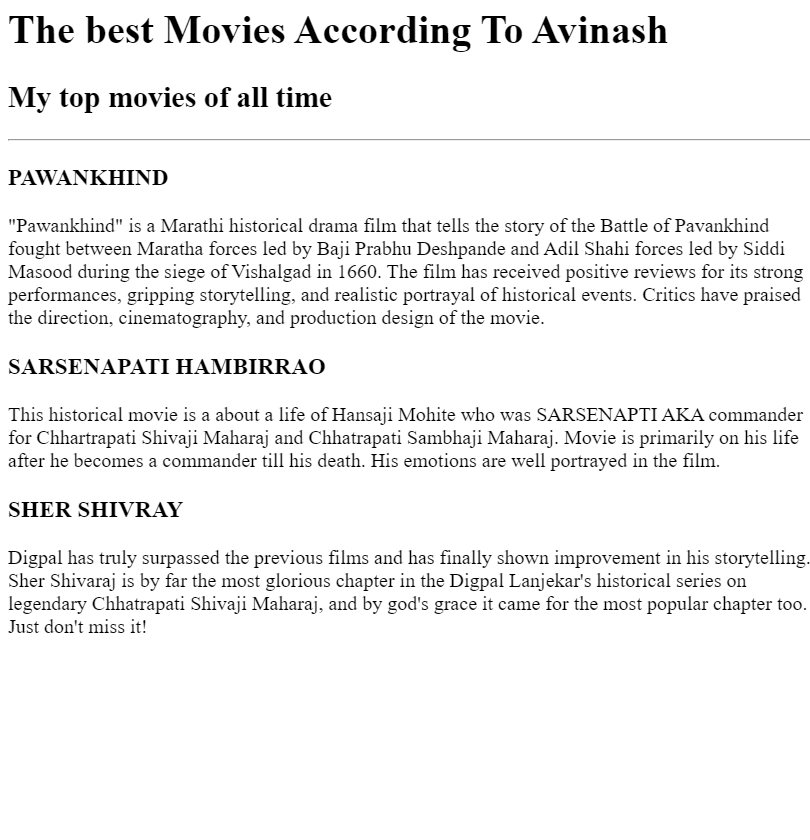 The best Movies According To Avinash
My top movies of all time
PAWANKHIND
"Pawankhind" is a Marathi historical drama film that tells the story of the Battle of Pavankhind
fought between Maratha forces led by Baji Prabhu Deshpande and Adil Shahi forces led by Siddi
Masood during the siege of Vishalgad in 1660. The film has received positive reviews for its strong
performances, gripping storytelling, and realistic portrayal of historical events. Critics have praised
the direction, cinematography, and production design of the movie.
SARSENAPATI HAMBIRRAO
This historical movie is a about a life of Hansaji Mohite who was SARSENAPTI AKA commander
for Chhartrapati Shivaji Maharaj and Chhatrapati Sambhaji Maharaj. Movie is primarily on his life
after he becomes a commander till his death. His emotions are well portrayed in the film.
SHER SHIVRAY
Digpal has truly surpassed the previous films and has finally shown improvement in his storytelling.
Sher Shivaraj is by far the most glorious chapter in the Digpal Lanjekar's historical series on
legendary Chhatrapati Shivaji Maharaj, and by god's grace it came for the most popular chapter too.
Just don't miss it!